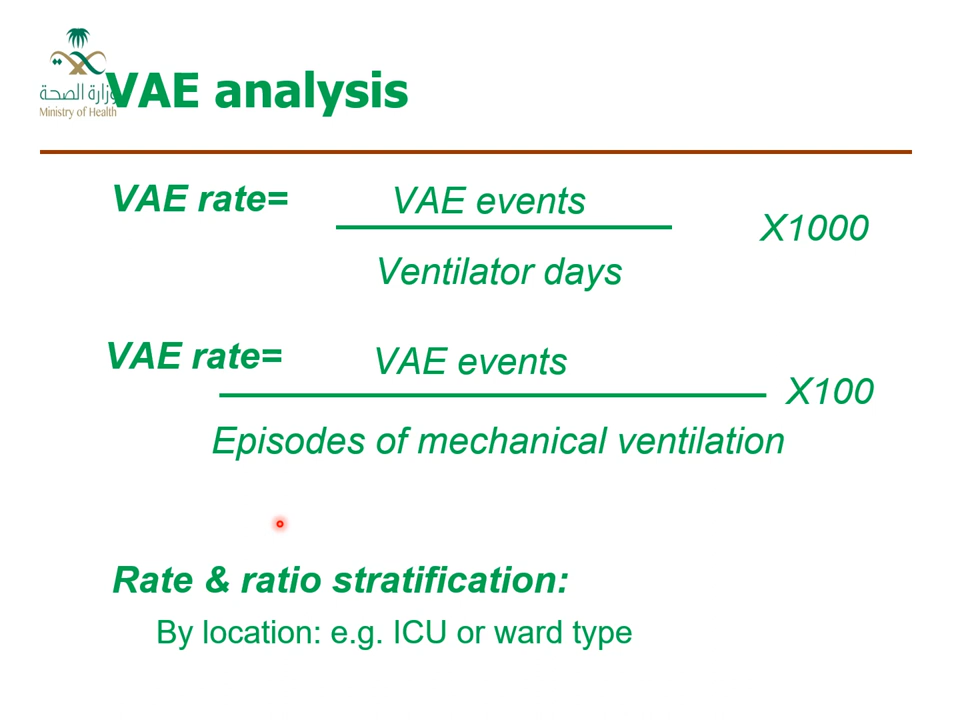 وزارة الصحة
Ministry of Health
VAE analysis
VAE rate=
VAE events
Ventilator days
X1000
VAE rate=
VAE events
Episodes of mechanical ventilation
X100
Rate & ratio stratification:
By location: e.g. ICU or ward type